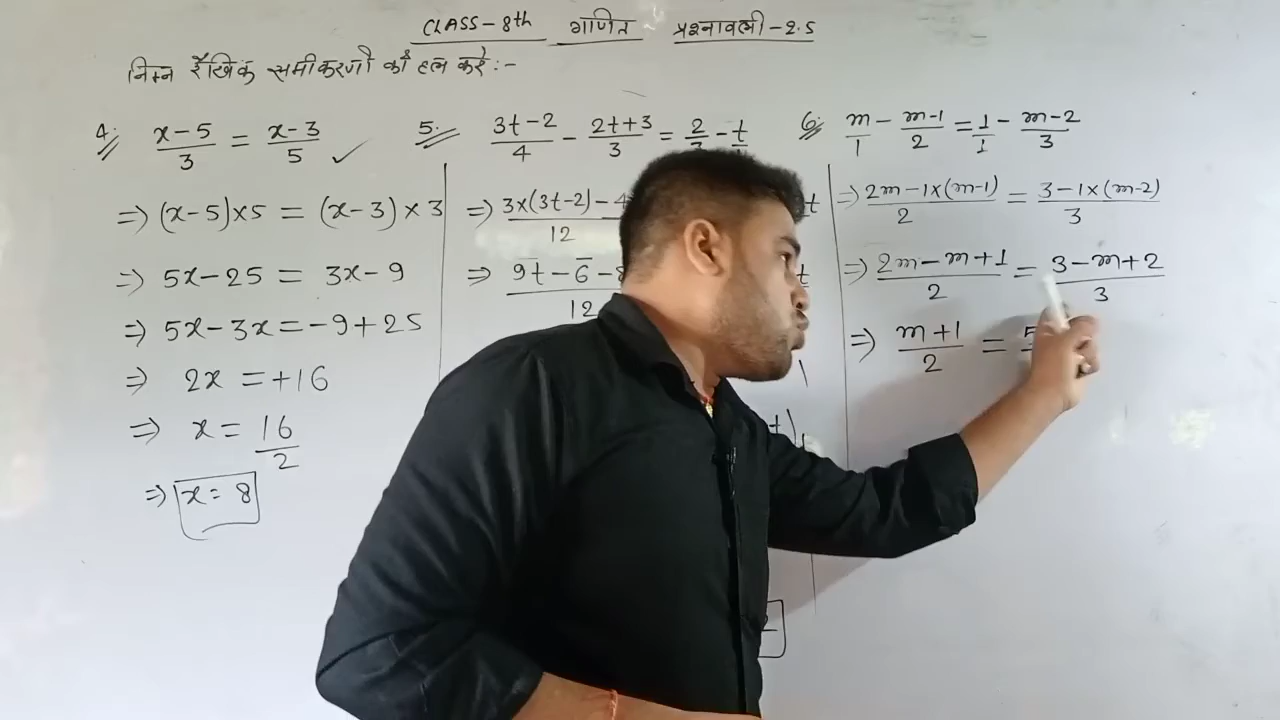 CLASS-8th गणित प्रश्नावली-2.5
निम्न रैखिक समीकरणों को हल करें:-
4. (x-5)/3 = (x-3)/5 ✓
⇒ (x-5)×5 = (x-3)×3
⇒ 5x-25 = 3x-9
⇒ 5x-3x = -9+25
⇒ 2x = +16
⇒ x = 16/2
⇒ x = 8
5. (3t-2)/4 - (2t+3)/3 = 2/ - t/
⇒ 3×(3t-2)-4 /12 t
⇒ 9t-6- /12 t
t)
6. m/1 - (m-1)/2 = 1/1 - (m-2)/3
⇒ (2m-1×(m-1))/2 = (3-1×(m-2))/3
⇒ (2m-m+1)/2 = (3-m+2)/3
⇒ (m+1)/2 = 5